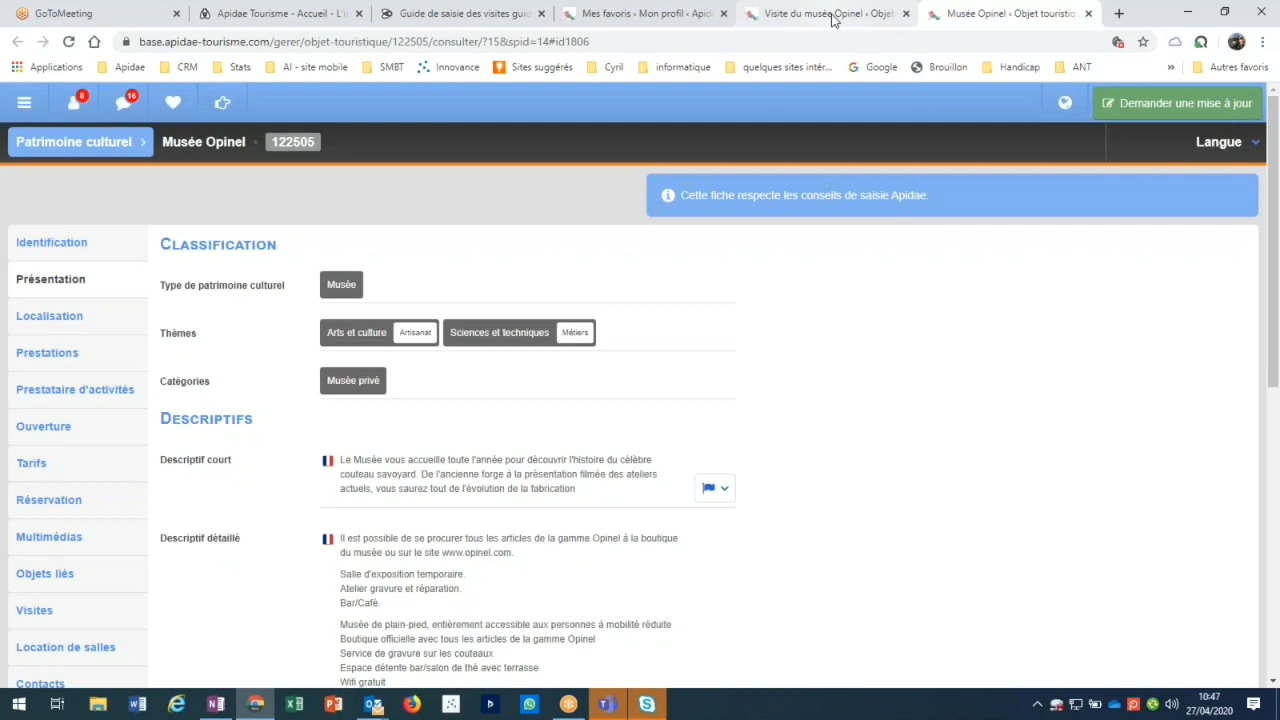 GoToMeeting
Apidae Tourisme - Accueil - L'i
Guide de saisie des visites guid
Mes favoris ‹ Mon profil ‹ Apid
Visite du musée Opinel ‹ Objet
Musée Opinel ‹ Objet touristiq
base.apidae-tourisme.com/gerer/objet-touristique/122505/consulter/?15&spid=14#id1806
Applications
Apidae
CRM
Stats
AI - site mobile
SMBT
Innovance
Sites suggérés
Cyril
informatique
quelques sites intér...
Google
Brouillon
Handicap
ANT
»
Autres favoris
8
16
Demander une mise à jour
Patrimoine culturel
Musée Opinel
122505
Langue
Cette fiche respecte les conseils de saisie Apidae.
Identification
Présentation
Localisation
Prestations
Prestataire d'activités
Ouverture
Tarifs
Réservation
Multimédias
Objets liés
Visites
Location de salles
Contacts
CLASSIFICATION
Type de patrimoine culturel
Musée
Thèmes
Arts et culture Artisanat
Sciences et techniques Métiers
Catégories
Musée privé
DESCRIPTIFS
Descriptif court
Le Musée vous accueille toute l'année pour découvrir l'histoire du célèbre
couteau savoyard. De l'ancienne forge à la présentation filmée des ateliers
actuels, vous saurez tout de l'évolution de la fabrication
Descriptif détaillé
Il est possible de se procurer tous les articles de la gamme Opinel à la boutique
du musée ou sur le site www.opinel.com.
Salle d'exposition temporaire.
Atelier gravure et réparation.
Bar/Café.
Musée de plain-pied, entièrement accessible aux personnes à mobilité réduite
Boutique officielle avec tous les articles de la gamme Opinel
Service de gravure sur les couteaux
Espace détente bar/salon de thé avec terrasse
Wifi gratuit
10:47
27/04/2020